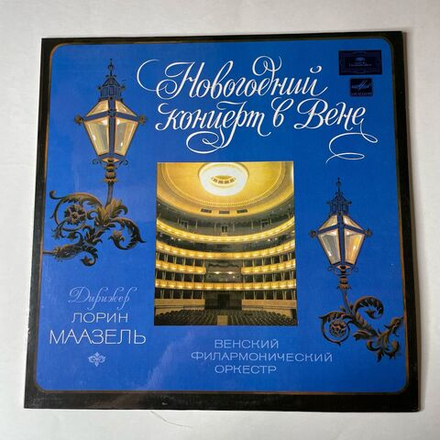 Новогодний
концерт в Вене
Дирижер
ЛОРИН
МААЗЕЛЬ
ВЕНСКИЙ
ФИЛАРМОНИЧЕСКИЙ
ОРКЕСТР